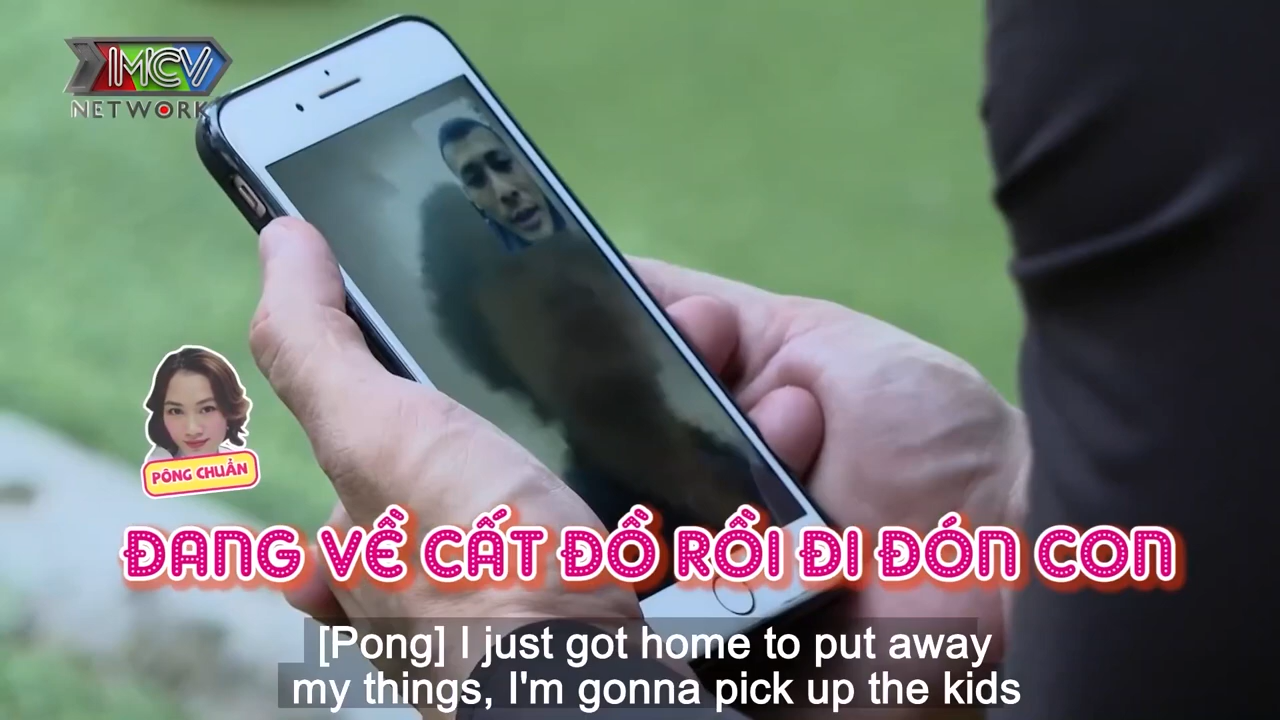 MCV
NETWORK
PÔNG CHUẨN
ĐANG VỀ CẤT ĐỒ RỒI ĐI ĐÓN CON
[Pong] I just got home to put away
my things, I'm gonna pick up the kids